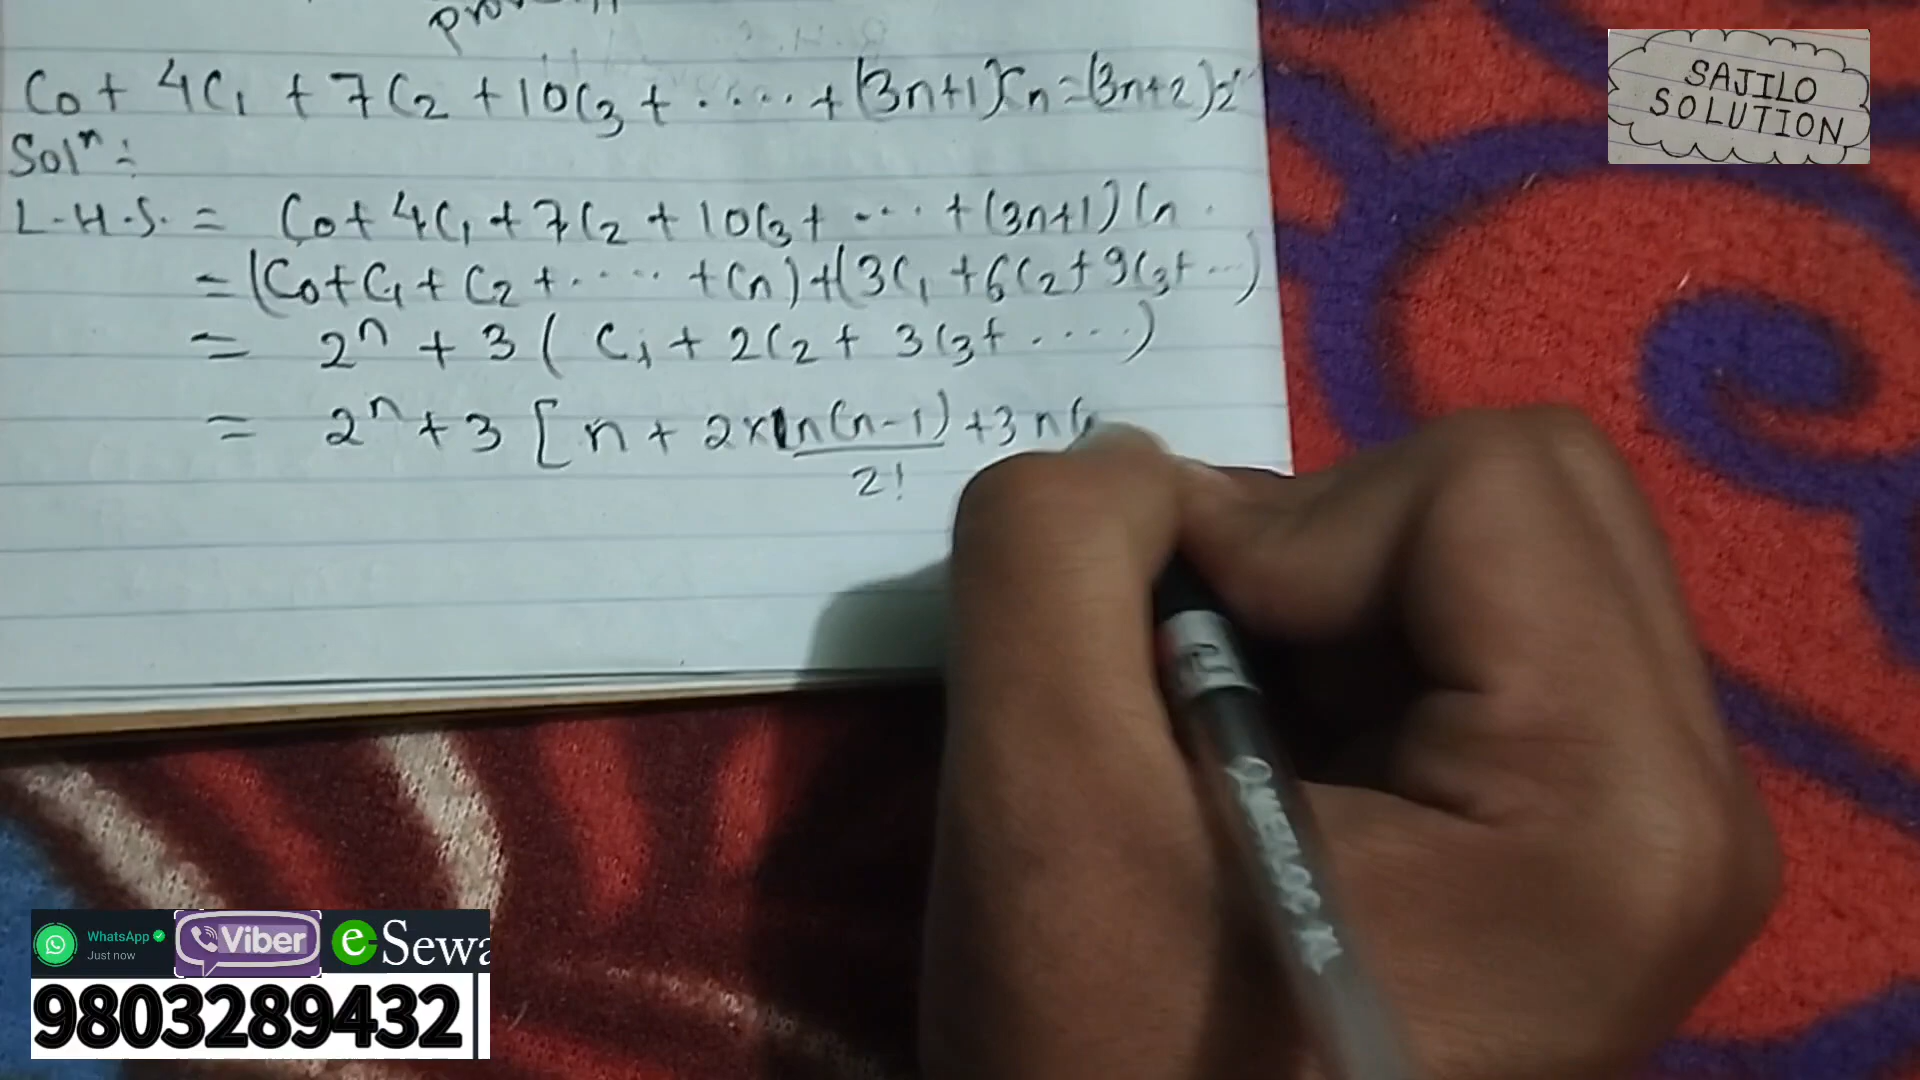 C₀ + 4C₁ + 7C₂ + 10C₃ + ..... + (3n+1)Cn = (3n+2)2
Solⁿ :-
L.H.S. = C₀ + 4C₁ + 7C₂ + 10C₃ + .... + (3n+1)Cn.
= (C₀ + C₁ + C₂ + ..... + Cn) + (3C₁ + 6C₂ + 9C₃ + ...)
= 2ⁿ + 3 ( C₁ + 2C₂ + 3C₃ + ..... )
= 2ⁿ + 3 [ n + 2 × n(n-1)/2! + 3 n(
SAJILO
SOLUTION
WhatsApp
Just now
Viber
e-Sewa
9803289432